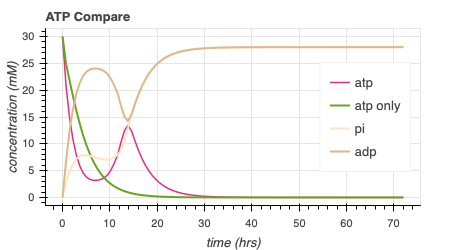 ATP Compare
concentration (mM)
30
25
20
15
10
5
0
atp
atp only
pi
adp
0 10 20 30 40 50 60 70
time (hrs)